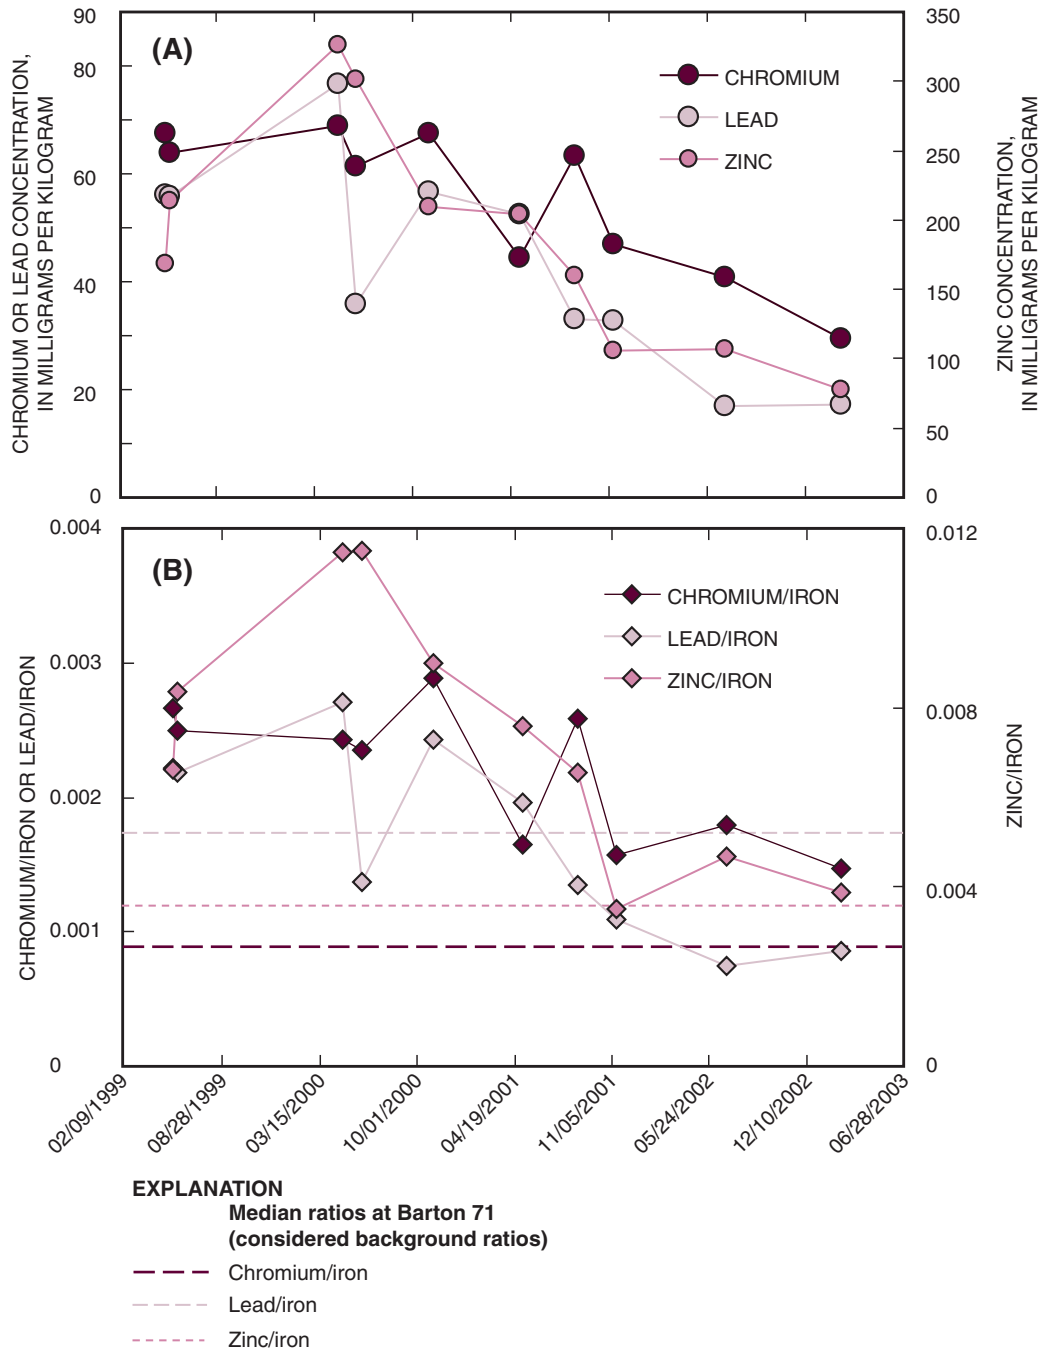 (A)
CHROMIUM OR LEAD CONCENTRATION,
IN MILLIGRAMS PER KILOGRAM
90
80
60
40
20
0
CHROMIUM
LEAD
ZINC
350
300
250
200
150
100
50
0
ZINC CONCENTRATION,
IN MILLIGRAMS PER KILOGRAM
(B)
CHROMIUM/IRON OR LEAD/IRON
0.004
0.003
0.002
0.001
0
CHROMIUM/IRON
LEAD/IRON
ZINC/IRON
0.012
0.008
0.004
0
ZINC/IRON
02/09/1999
08/28/1999
03/15/2000
10/01/2000
04/19/2001
11/05/2001
05/24/2002
12/10/2002
06/28/2003
EXPLANATION
Median ratios at Barton 71
(considered background ratios)
Chromium/iron
Lead/iron
Zinc/iron